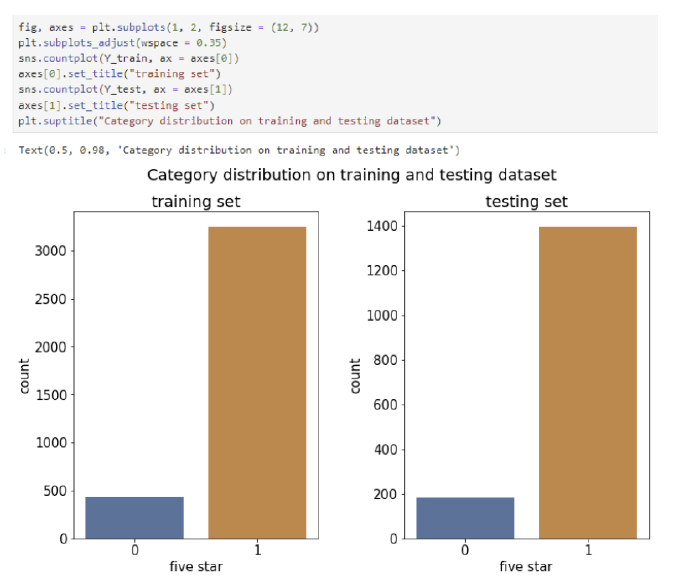 fig, axes = plt.subplots(1, 2, figsize = (12, 7))
plt.subplots_adjust(wspace = 0.35)
sns.countplot(Y_train, ax = axes[0])
axes[0].set_title("training set")
sns.countplot(Y_test, ax = axes[1])
axes[1].set_title("testing set")
plt.suptitle("Category distribution on training and testing dataset")
Text(0.5, 0.98, 'Category distribution on training and testing dataset')
Category distribution on training and testing dataset
training set
3000
2500
2000
1500
1000
500
0
count
0 1
five star
testing set
1400
1200
1000
800
600
400
200
0
count
0 1
five star